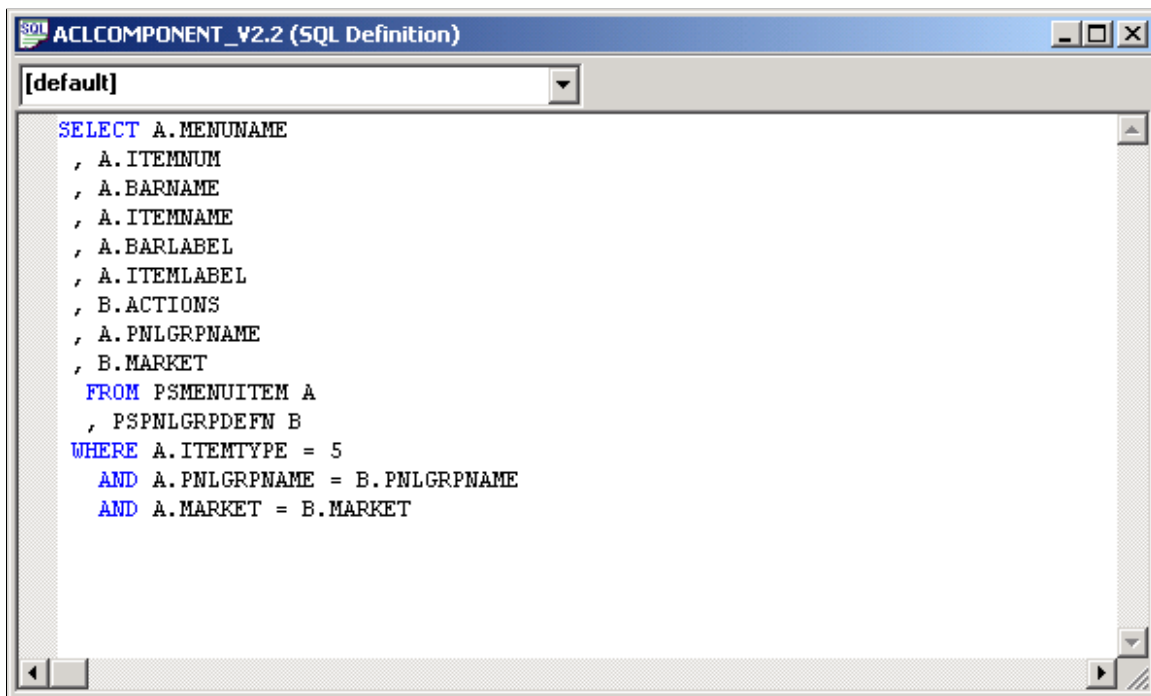 SQL ACLCOMPONENT_V2.2 (SQL Definition)
[default]
SELECT A.MENUNAME
, A.ITEMNUM
, A.BARNAME
, A.ITEMNAME
, A.BARLABEL
, A.ITEMLABEL
, B.ACTIONS
, A.PNLGRPNAME
, B.MARKET
FROM PSMENUITEM A
, PSPNLGRPDEFN B
WHERE A.ITEMTYPE = 5
AND A.PNLGRPNAME = B.PNLGRPNAME
AND A.MARKET = B.MARKET